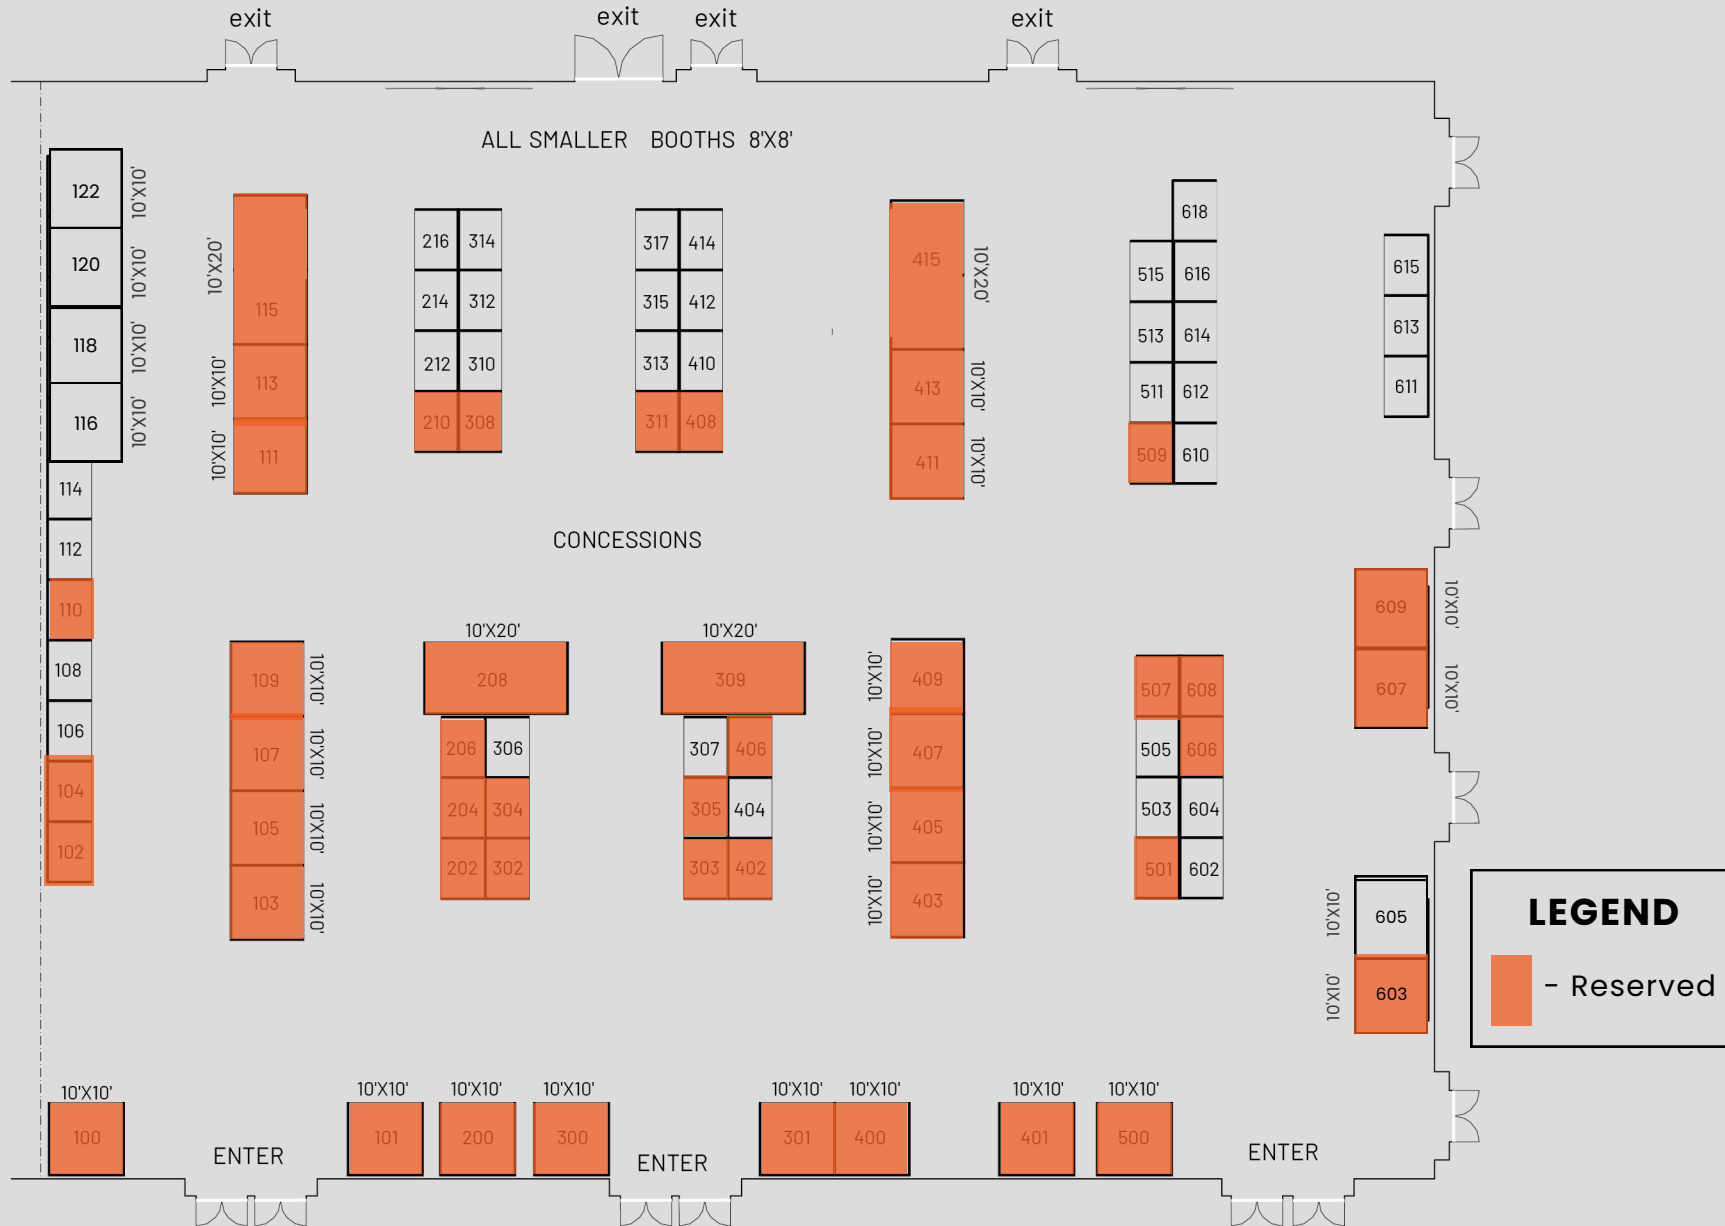 exit
exit
exit
exit
ALL SMALLER BOOTHS 8'X8'
122
10'X10'
120
10'X10'
118
10'X10'
116
10'X10'
114
112
110
108
106
104
102
10'X20'
115
10'X10'
113
10'X10'
111
216 314
214 312
212 310
210 308
317 414
315 412
313 410
311 408
415
10'X20'
413
10'X10'
411
10'X10'
618
515 616
513 614
511 612
509 610
615
613
611
CONCESSIONS
109
10'X10'
107
10'X10'
105
10'X10'
103
10'X10'
10'X20'
208
206 306
204 304
202 302
10'X20'
309
307 406
305 404
303 402
10'X10'
409
10'X10'
407
10'X10'
405
10'X10'
403
507 608
505 606
503 604
501 602
609
10'X10'
607
10'X10'
10'X10'
605
10'X10'
603
LEGEND
- Reserved
10'X10'
100
ENTER
10'X10'
101
10'X10'
200
10'X10'
300
ENTER
10'X10'
301
10'X10'
400
10'X10'
401
10'X10'
500
ENTER